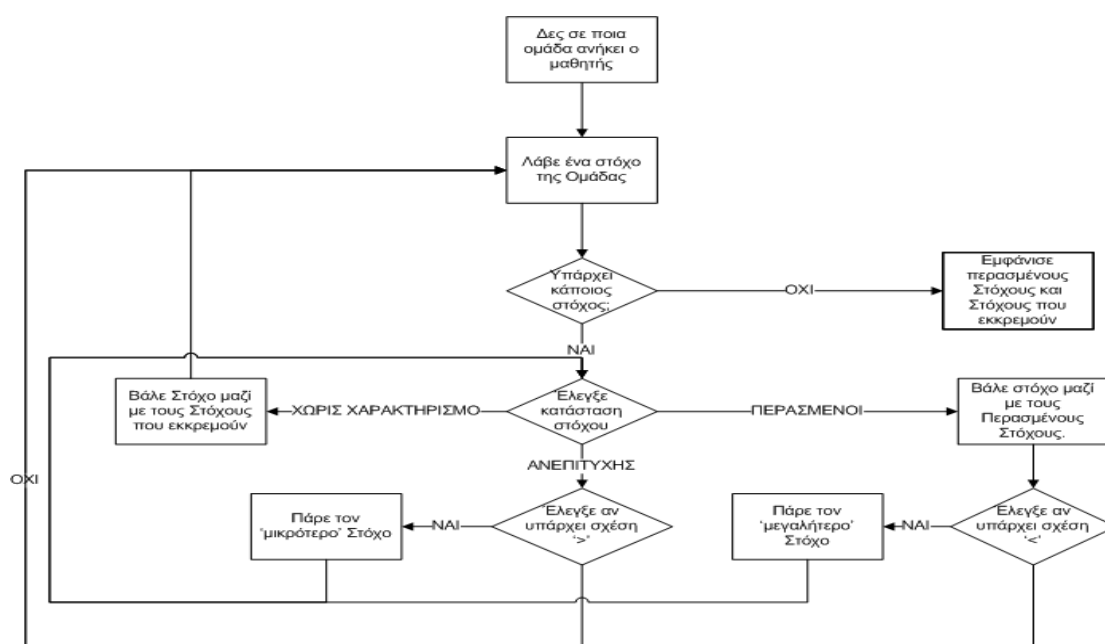 Δες σε ποια
ομάδα ανήκει ο
μαθητής
Λάβε ένα στόχο
της Ομάδας
Υπάρχει
κάποιος
στόχος;
ΟΧΙ
Εμφάνισε
περασμένους
Στόχους και
Στόχους που
εκκρεμούν
ΝΑΙ
Βάλε Στόχο μαζί
με τους Στόχους
που εκκρεμούν
ΧΩΡΙΣ ΧΑΡΑΚΤΗΡΙΣΜΟ
Έλεγξε
κατάσταση
στόχου
ΠΕΡΑΣΜΕΝΟΙ
Βάλε στόχο μαζί
με τους
Περασμένους
Στόχους.
ΑΝΕΠΙΤΥΧΗΣ
ΟΧΙ
Πάρε τον
'μικρότερο' Στόχο
ΝΑΙ
Έλεγξε αν
υπάρχει σχέση
'>'
Πάρε τον
'μεγαλήτερο'
Στόχο
ΝΑΙ
Έλεγξε αν
υπάρχει σχέση
'<'